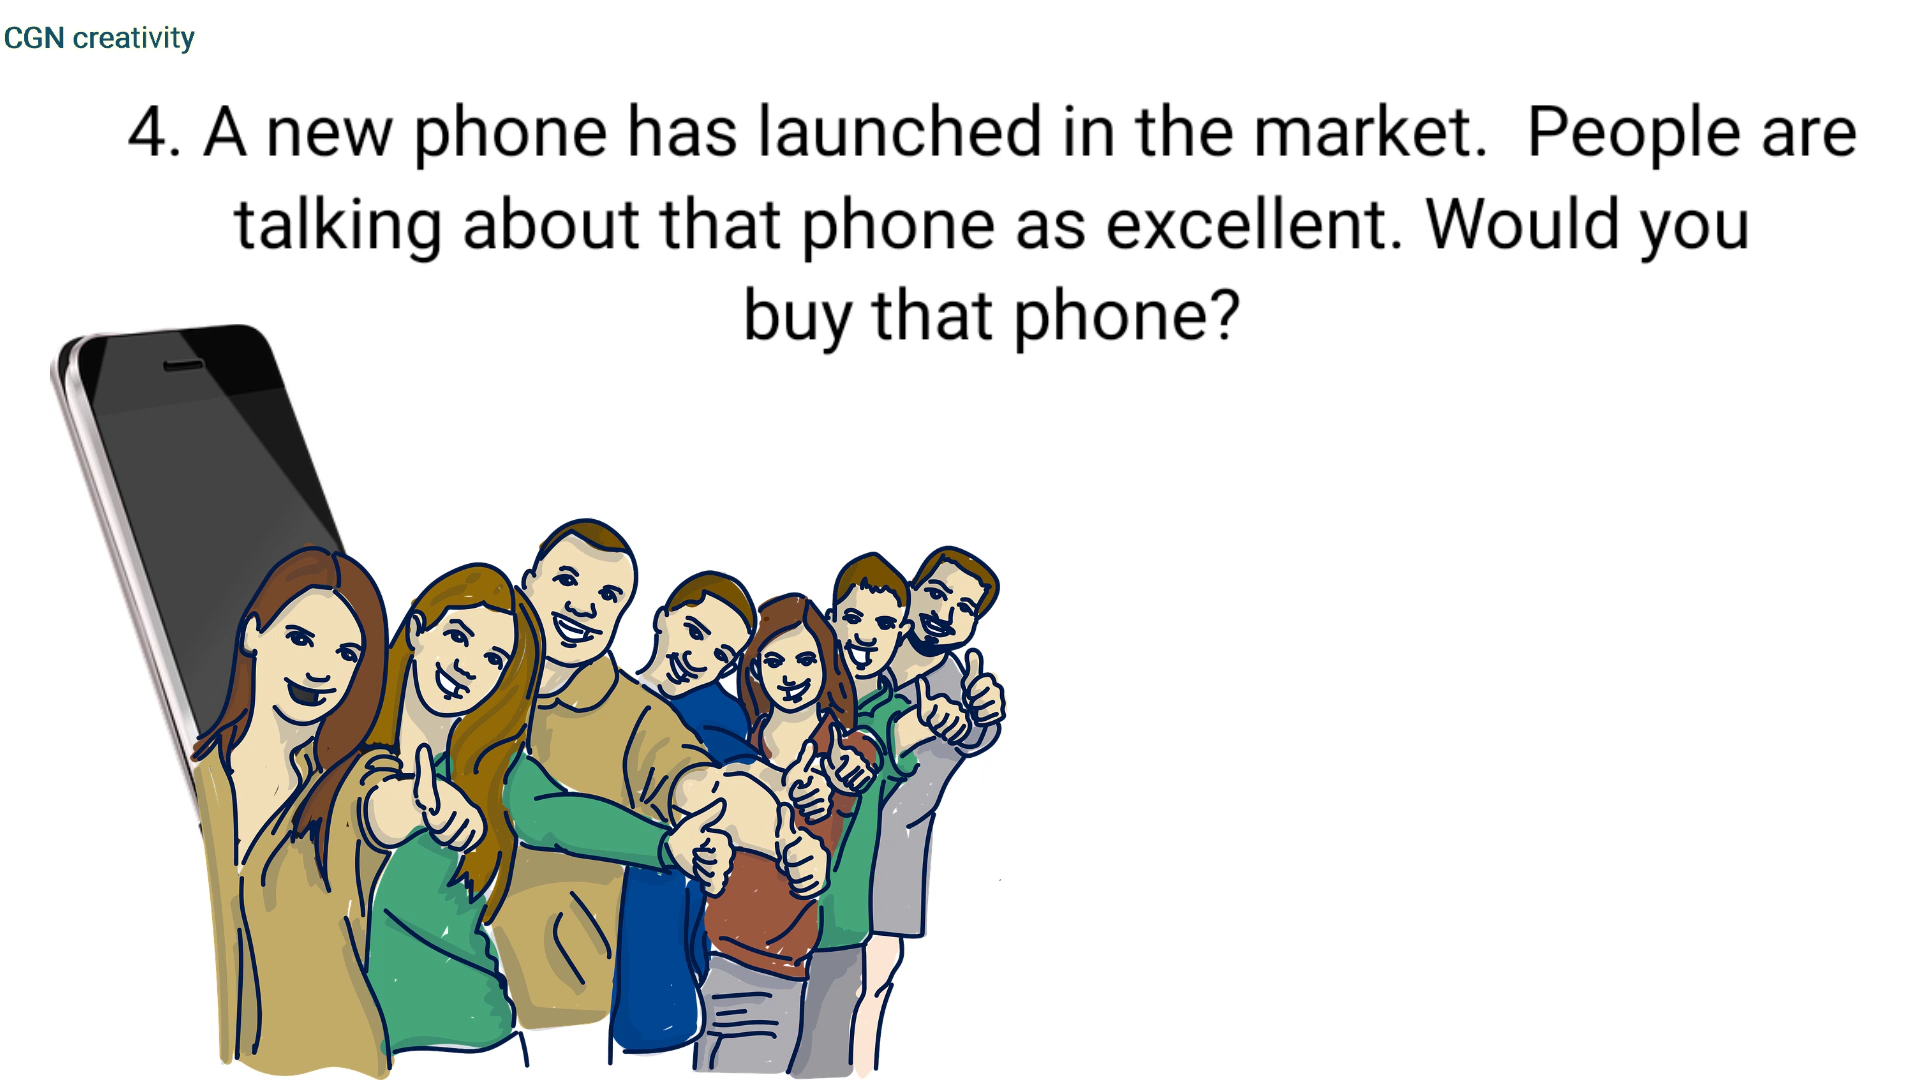 CGN creativity
4. A new phone has launched in the market.  People are
talking about that phone as excellent. Would you
buy that phone?